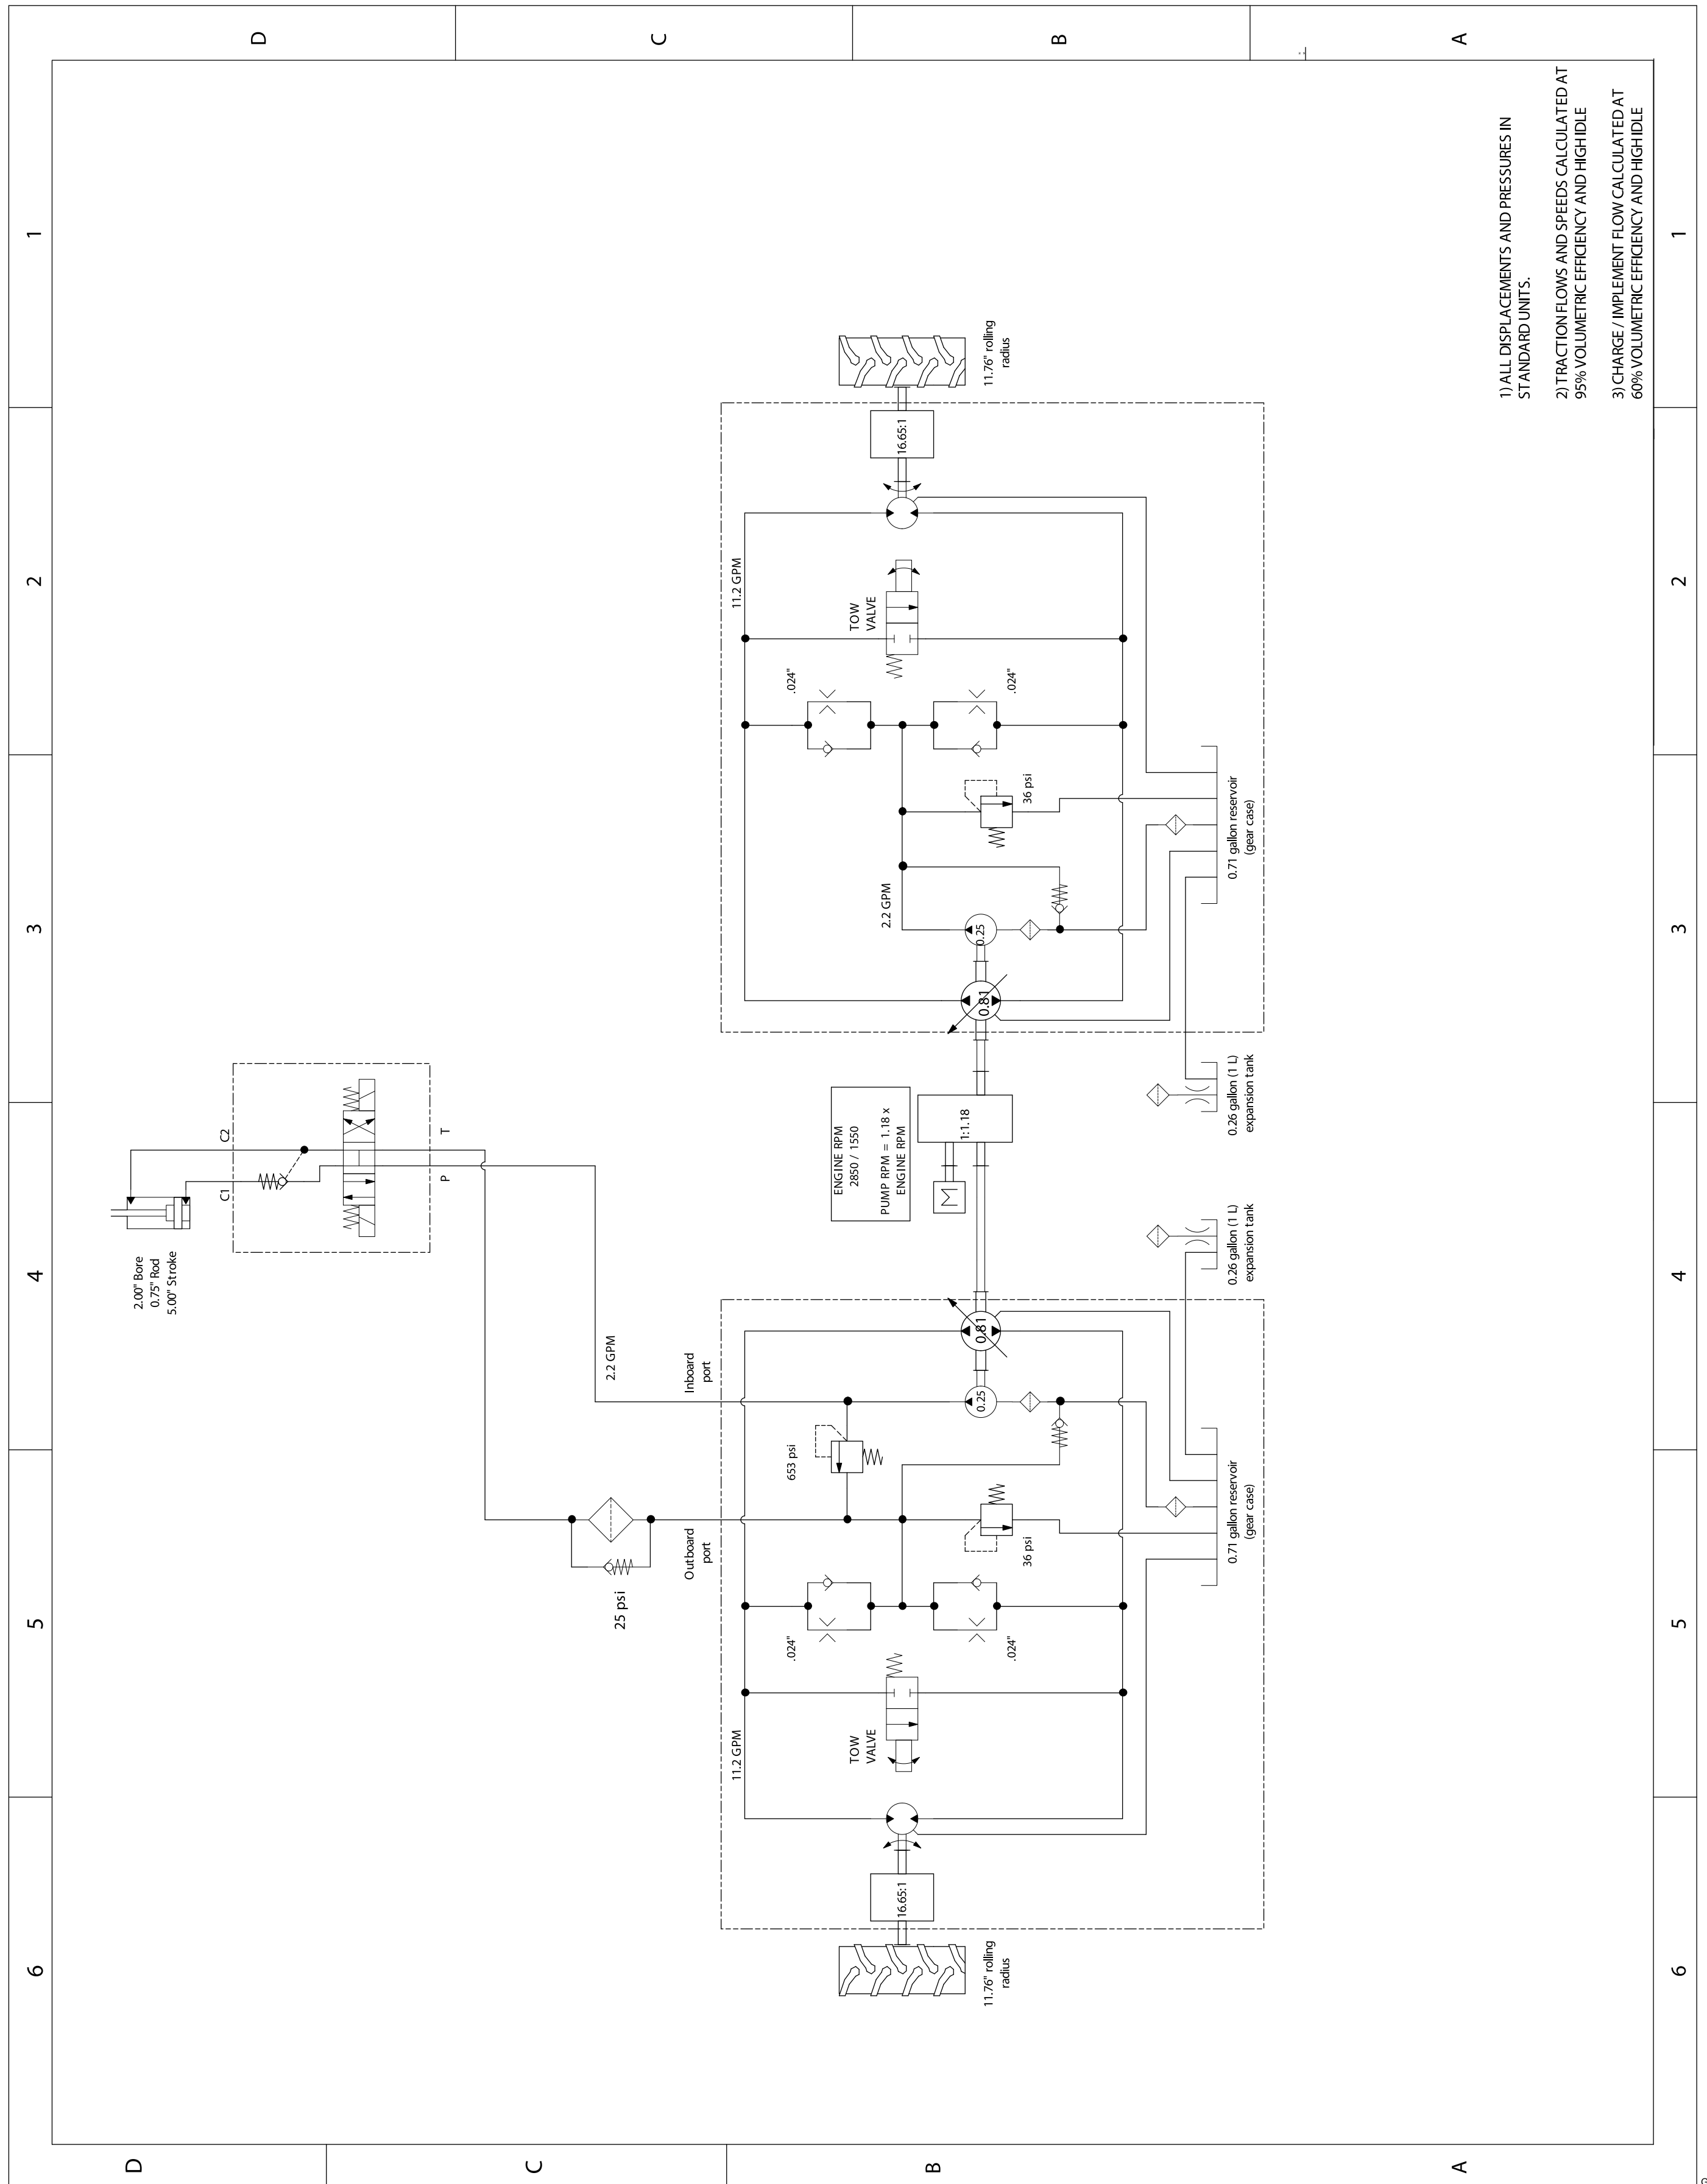 6
5
4
3
2
1
D
D
C
C
B
B
A
A
2.00" Bore
0.75" Rod
5.00" Stroke
C1
C2
P
T
25 psi
2.2 GPM
Outboard
port
Inboard
port
11.2 GPM
653 psi
.024"
TOW
VALVE
.024"
36 psi
0.25
0.81
16.65:1
11.76" rolling
radius
0.71 gallon reservoir
(gear case)
0.26 gallon (1 L)
expansion tank
ENGINE RPM
2850 / 1550
PUMP RPM = 1.18 x
ENGINE RPM
M
1:1.18
0.26 gallon (1 L)
expansion tank
11.2 GPM
.024"
TOW
VALVE
2.2 GPM
0.81
0.25
36 psi
.024"
16.65:1
11.76" rolling
radius
0.71 gallon reservoir
(gear case)
1) ALL DISPLACEMENTS AND PRESSURES IN
STANDARD UNITS.
2) TRACTION FLOWS AND SPEEDS CALCULATED AT
95% VOLUMETRIC EFFICIENCY AND HIGH IDLE
3) CHARGE / IMPLEMENT FLOW CALCULATED AT
60% VOLUMETRIC EFFICIENCY AND HIGH IDLE
6
5
4
3
2
1